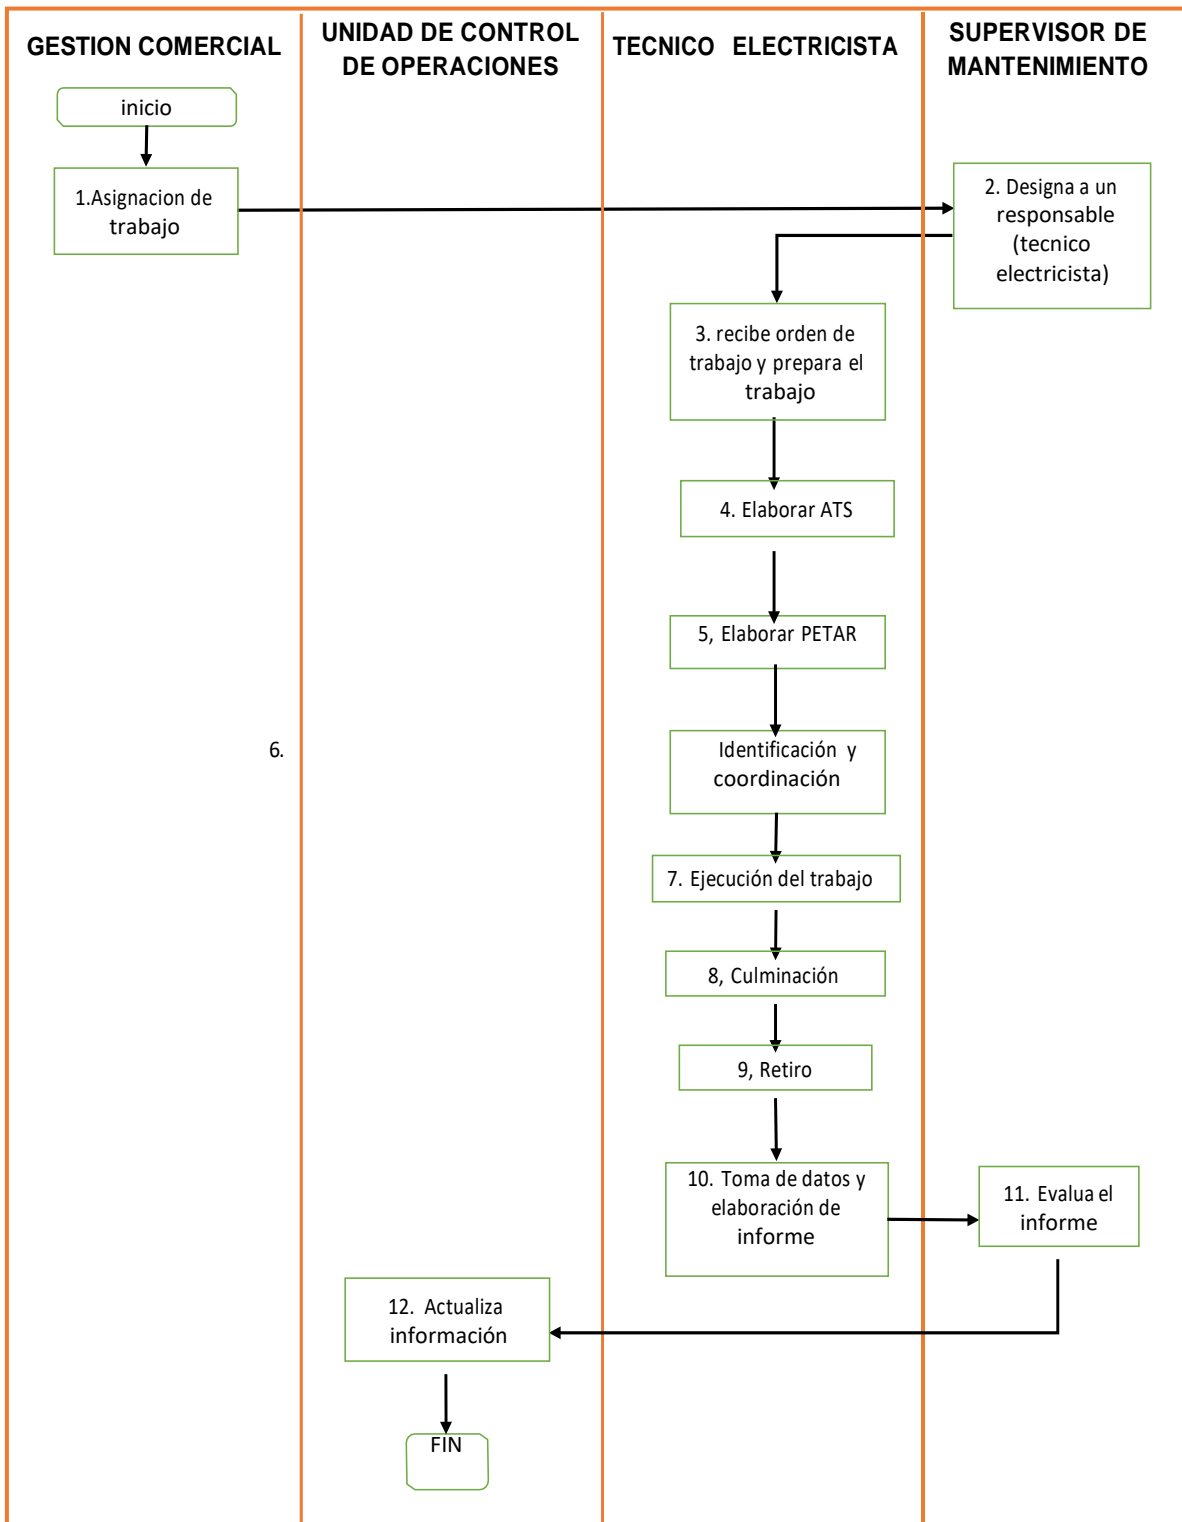 GESTION COMERCIAL
UNIDAD DE CONTROL
DE OPERACIONES
TECNICO ELECTRICISTA
SUPERVISOR DE
MANTENIMIENTO
inicio
1.Asignacion de
trabajo
2. Designa a un
responsable
(tecnico
electricista)
3. recibe orden de
trabajo y prepara el
trabajo
4. Elaborar ATS
5, Elaborar PETAR
6.
Identificación y
coordinación
7. Ejecución del trabajo
8, Culminación
9, Retiro
10. Toma de datos y
elaboración de
informe
11. Evalua el
informe
12. Actualiza
información
FIN